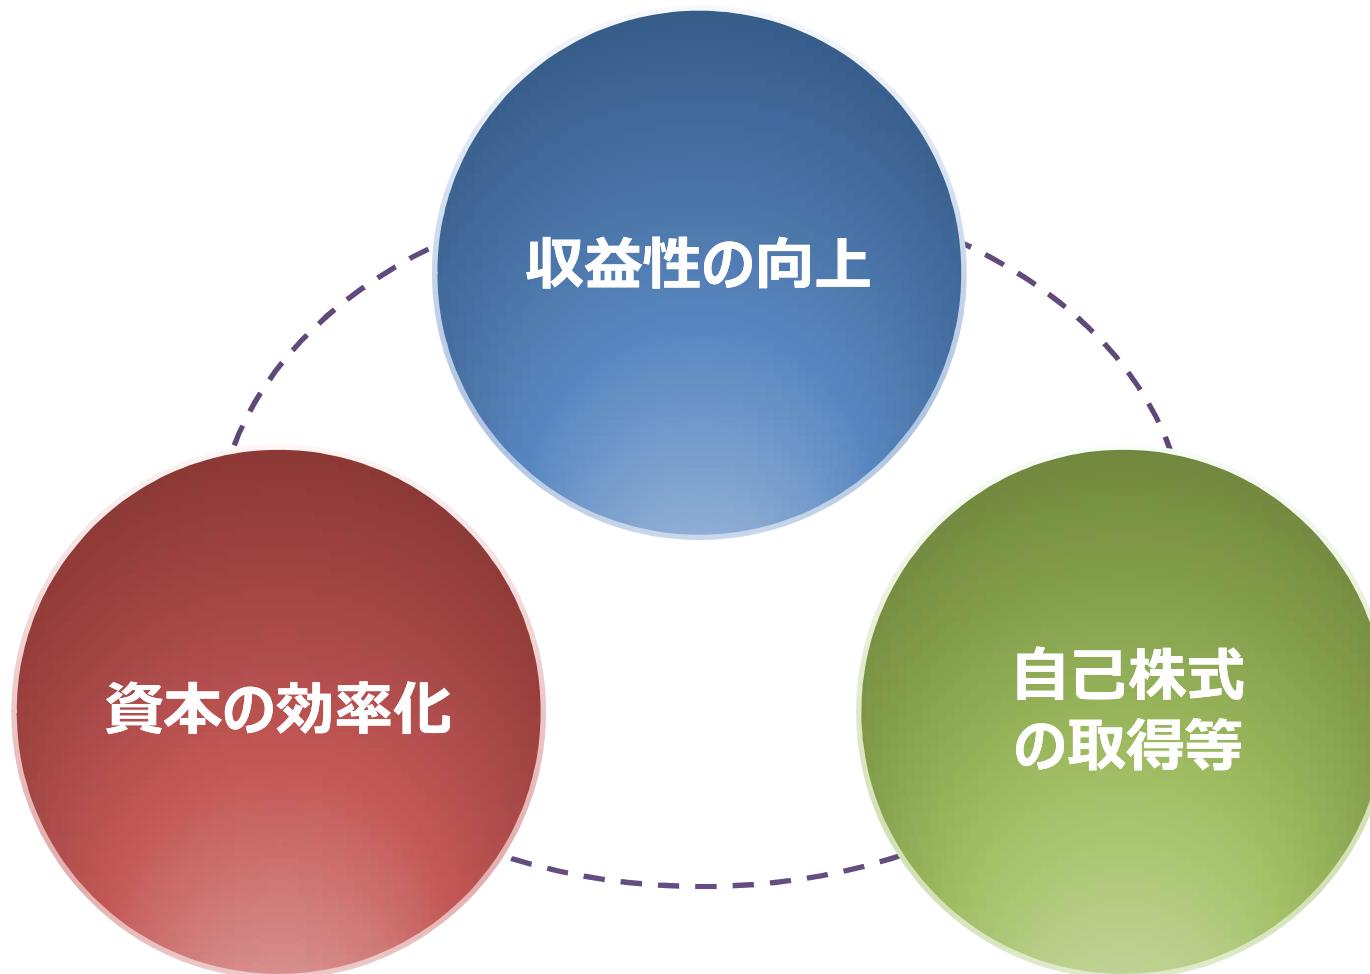 収益性の向上
資本の効率化
自己株式
の取得等